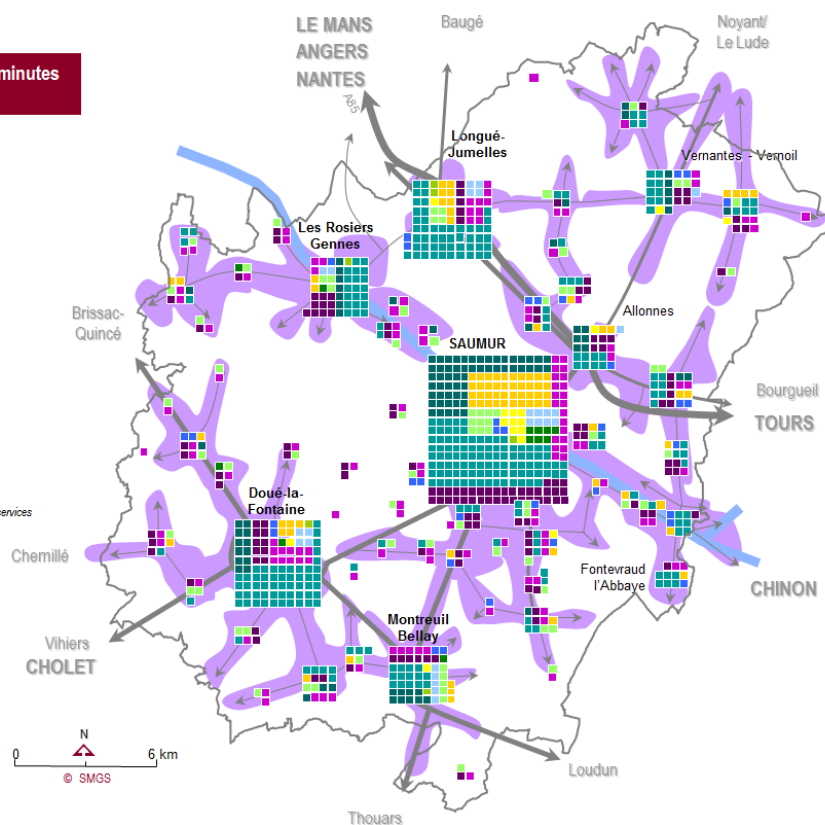 minutes
LE MANS
ANGERS
NANTES
Baugé
Noyant/
Le Lude
A85
Longué-
Jumelles
Vernantes - Vernoil
Les Rosiers
Gennes
Brissac-
Quincé
Allonnes
SAUMUR
Bourgueil
TOURS
services
Doué-la-
Fontaine
Chemillé
Fontevraud
l'Abbaye
CHINON
Montreuil
Bellay
Vihiers
CHOLET
N
0
6 km
© SMGS
Loudun
Thouars